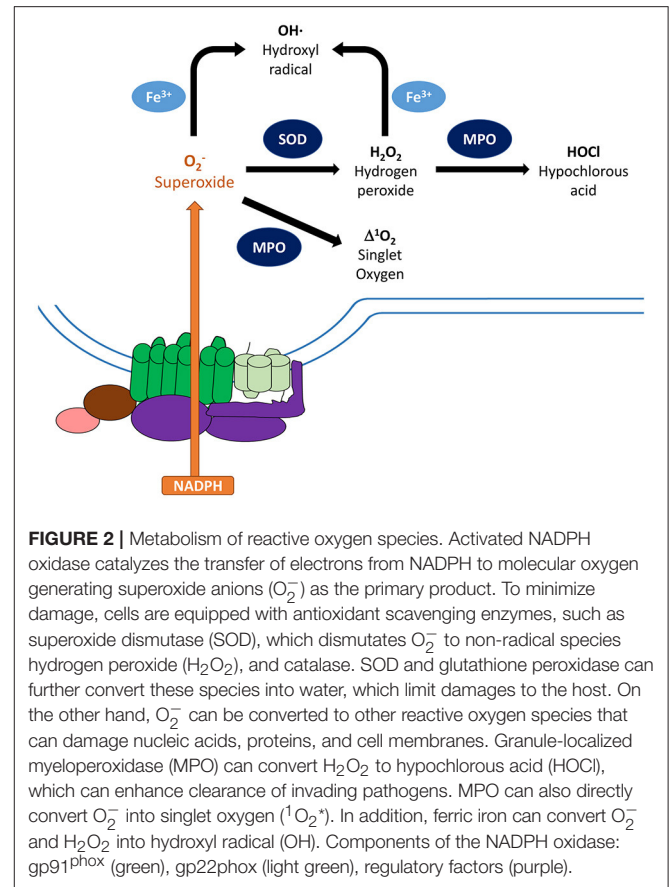 OH·
Hydroxyl
radical
Fe³⁺
Fe³⁺
SOD
MPO
O₂⁻
Superoxide
H₂O₂
Hydrogen
peroxide
HOCl
Hypochlorous
acid
MPO
Δ¹O₂
Singlet
Oxygen
NADPH
FIGURE 2 | Metabolism of reactive oxygen species. Activated NADPH
oxidase catalyzes the transfer of electrons from NADPH to molecular oxygen
generating superoxide anions (O₂⁻) as the primary product. To minimize
damage, cells are equipped with antioxidant scavenging enzymes, such as
superoxide dismutase (SOD), which dismutates O₂⁻ to non-radical species
hydrogen peroxide (H₂O₂), and catalase. SOD and glutathione peroxidase can
further convert these species into water, which limit damages to the host. On
the other hand, O₂⁻ can be converted to other reactive oxygen species that
can damage nucleic acids, proteins, and cell membranes. Granule-localized
myeloperoxidase (MPO) can convert H₂O₂ to hypochlorous acid (HOCl),
which can enhance clearance of invading pathogens. MPO can also directly
convert O₂⁻ into singlet oxygen (¹O₂*). In addition, ferric iron can convert O₂⁻
and H₂O₂ into hydroxyl radical (OH). Components of the NADPH oxidase:
gp91ᵖʰᵒˣ (green), gp22phox (light green), regulatory factors (purple).